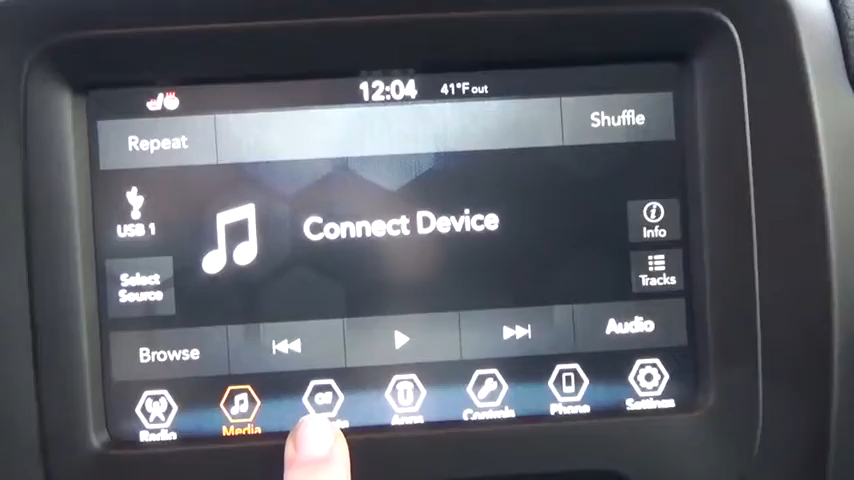 12:04 41°F out
Repeat Shuffle
USB 1
Connect Device
Info
Select
Source
Tracks
Browse Audio
Radio Media Apps Controls Phone Settings